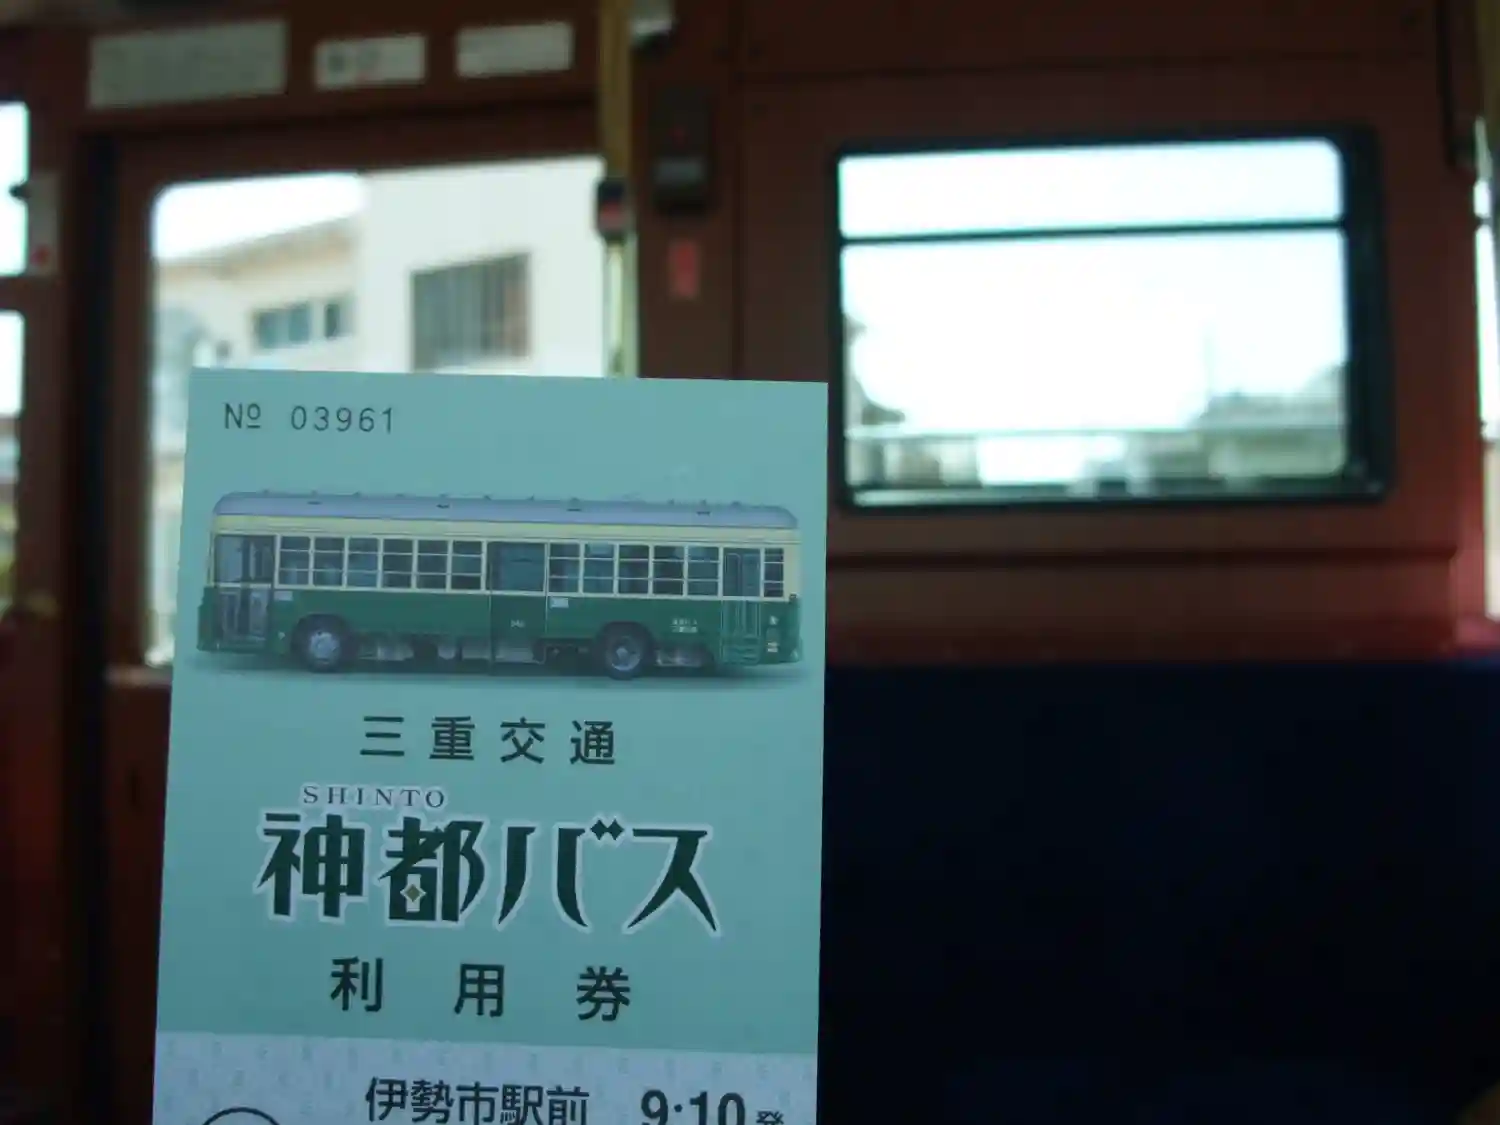 № 03961
三重交通
SHINTO
神都バス
利用券
伊勢市駅前 9:10発